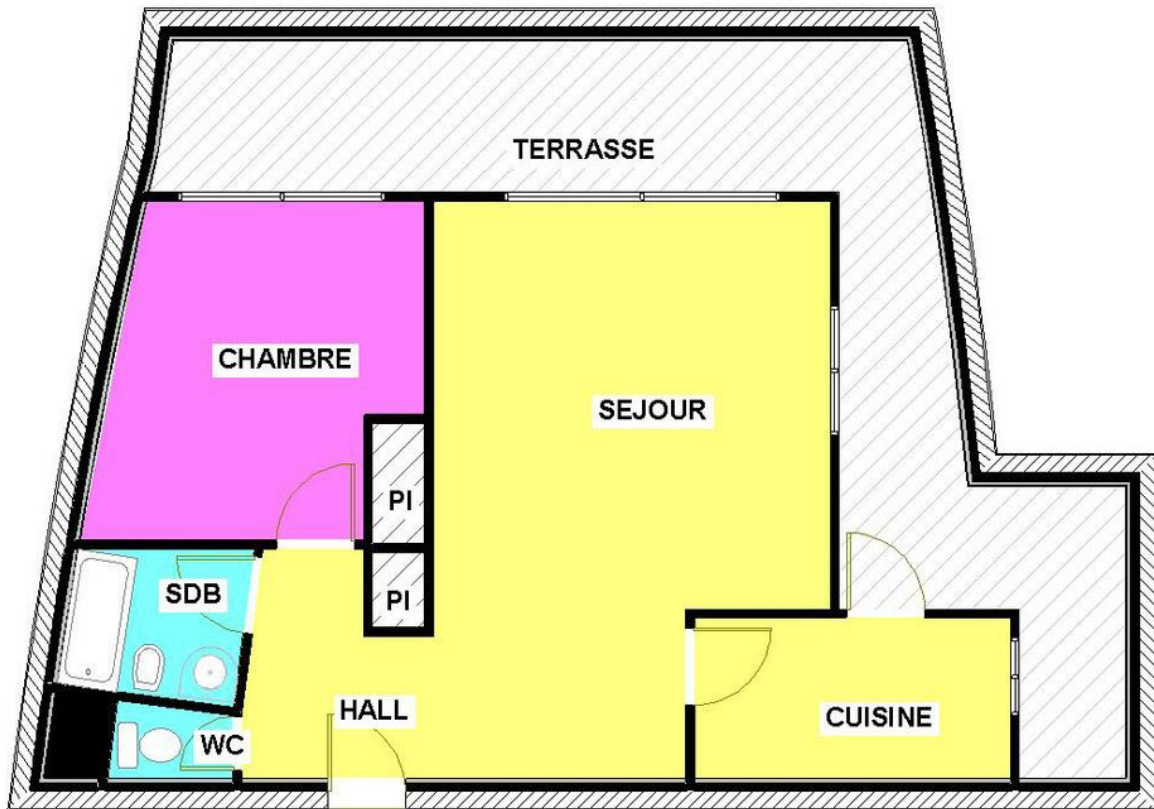 TERRASSE
CHAMBRE
SEJOUR
PI
SDB
PI
HALL
CUISINE
WC